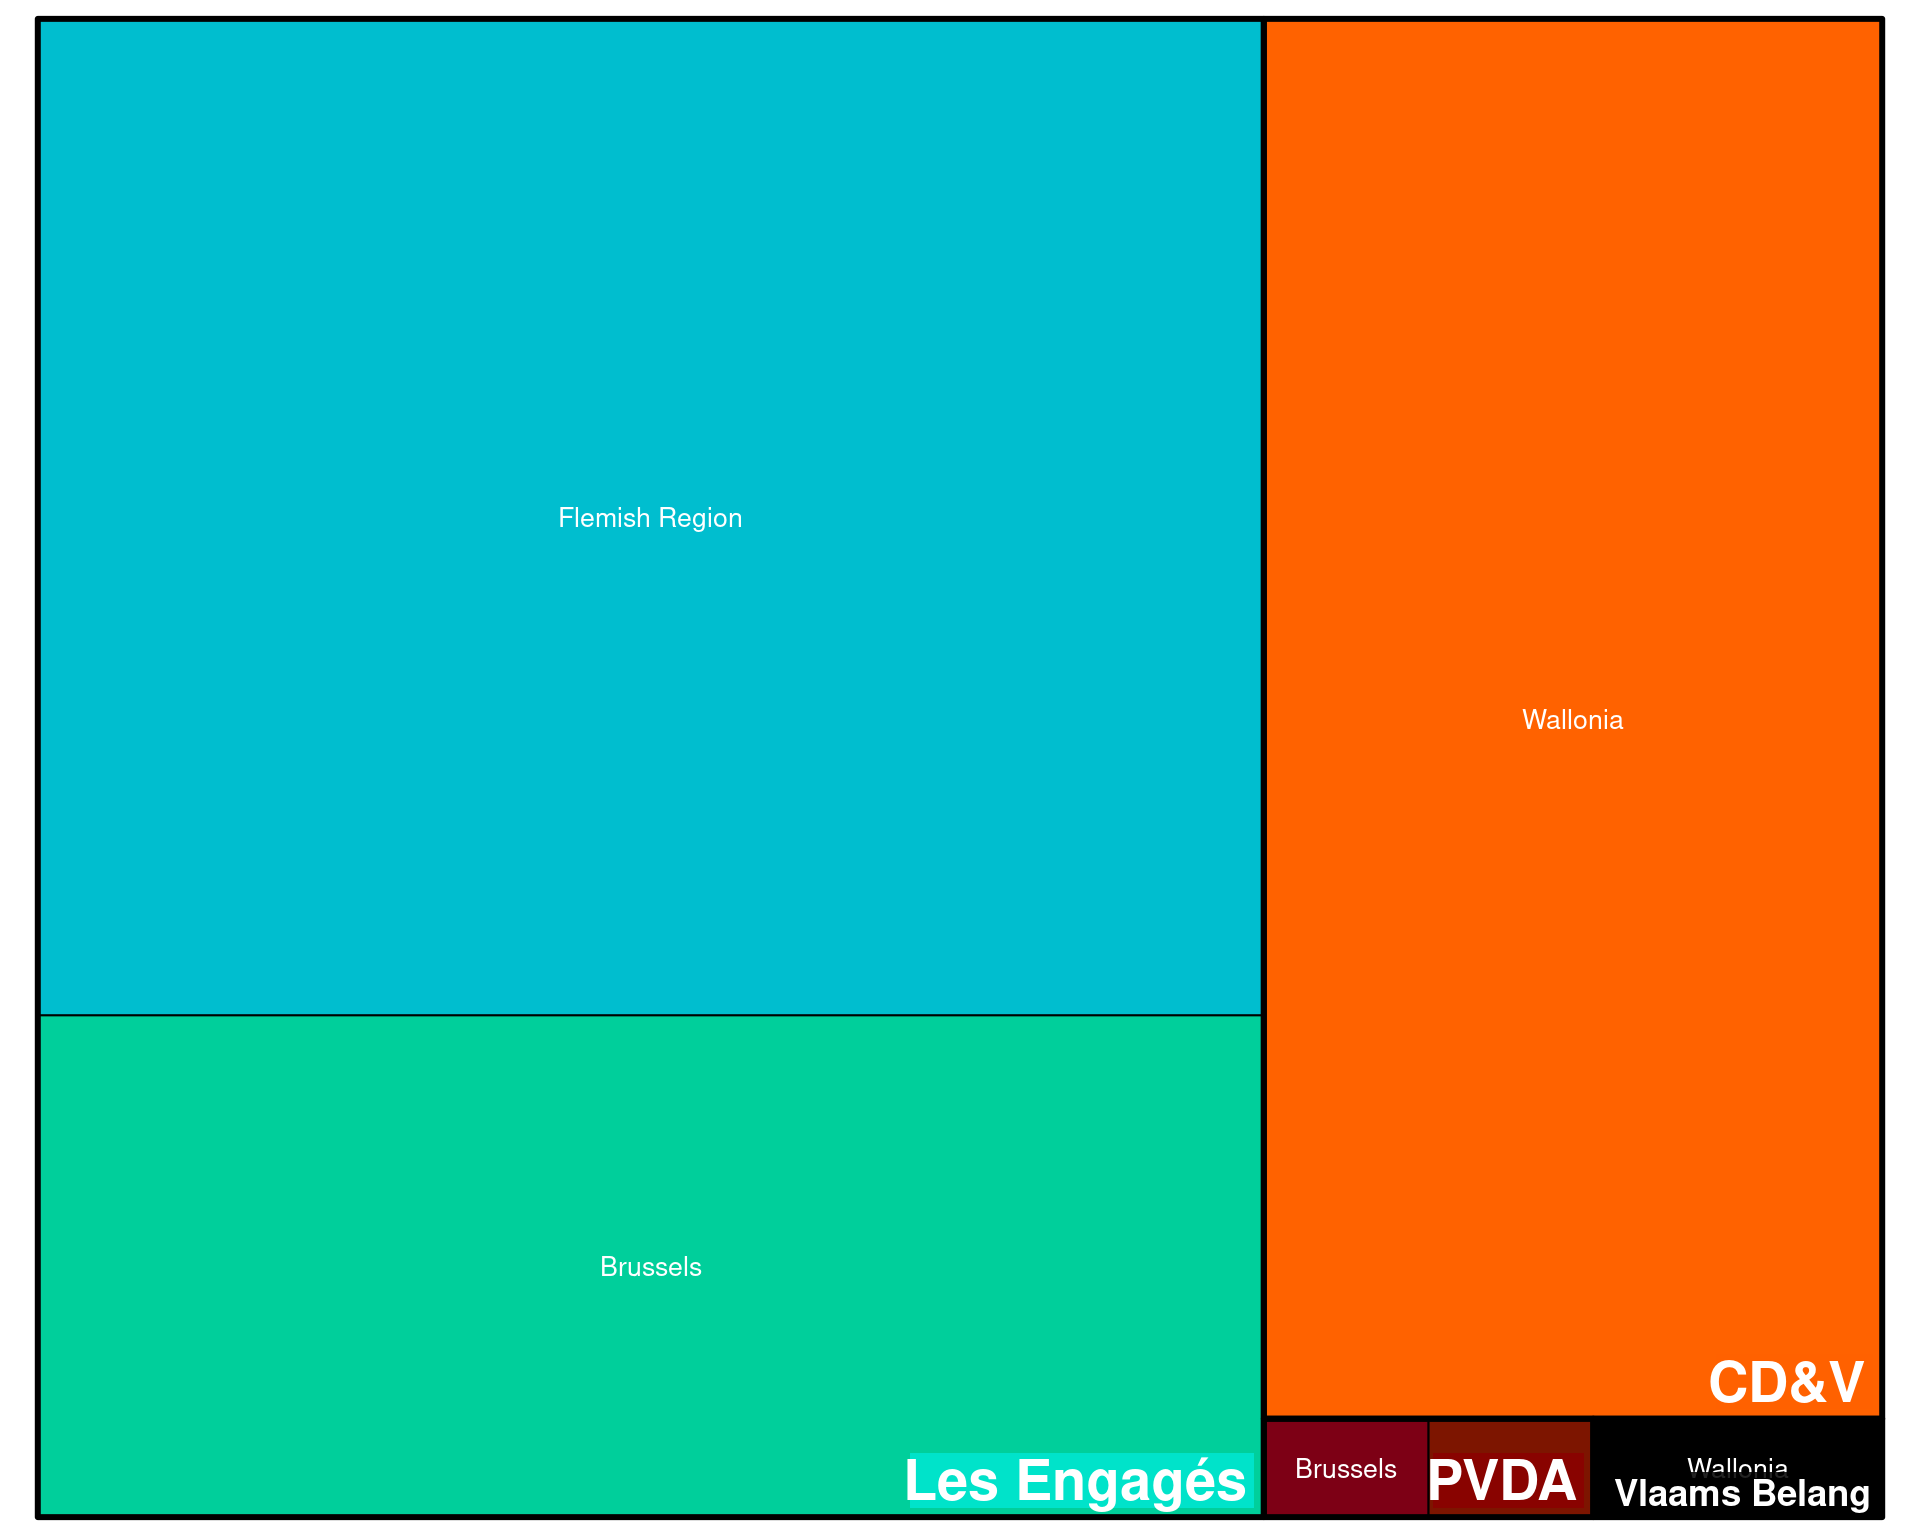 Flemish Region
Wallonia
Brussels
CD&V
Les Engagés
Brussels
PVDA
Wallonia
Vlaams Belang